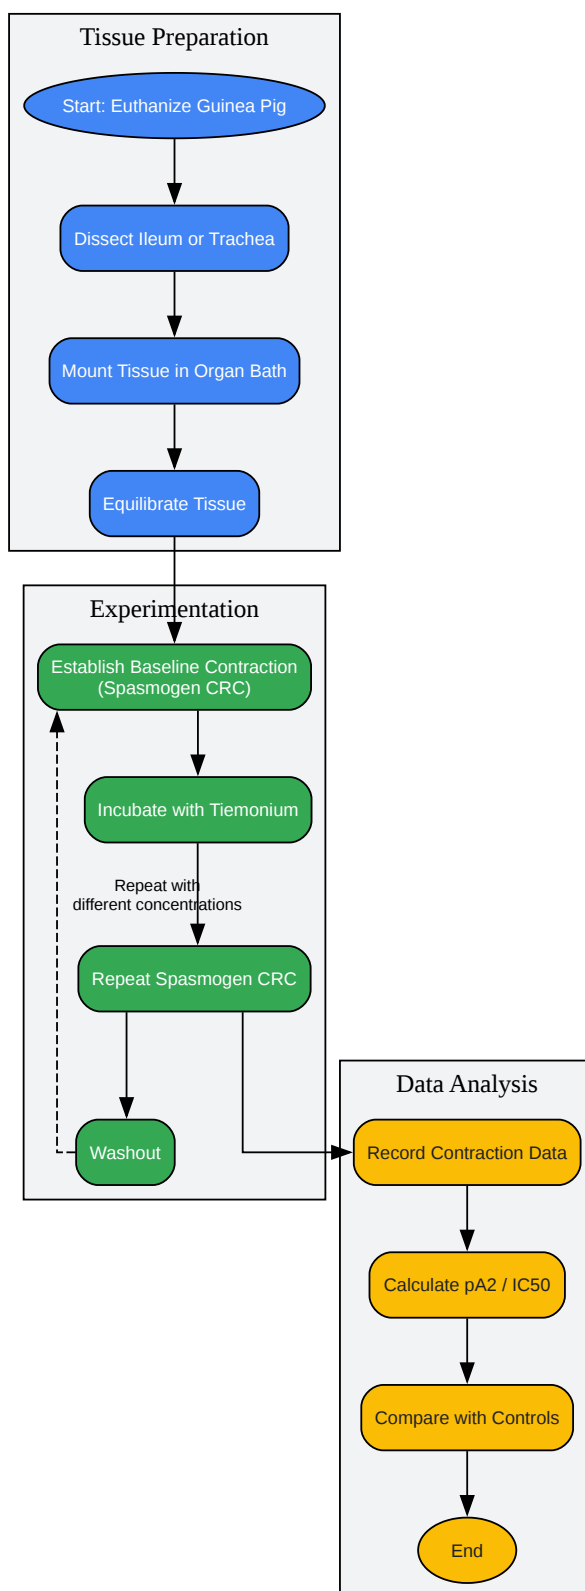 Tissue Preparation
Start: Euthanize Guinea Pig
Dissect Ileum or Trachea
Mount Tissue in Organ Bath
Equilibrate Tissue
Experimentation
Establish Baseline Contraction
(Spasmogen CRC)
Incubate with Tiemonium
Repeat with
different concentrations
Repeat Spasmogen CRC
Washout
Data Analysis
Record Contraction Data
Calculate pA2 / IC50
Compare with Controls
End